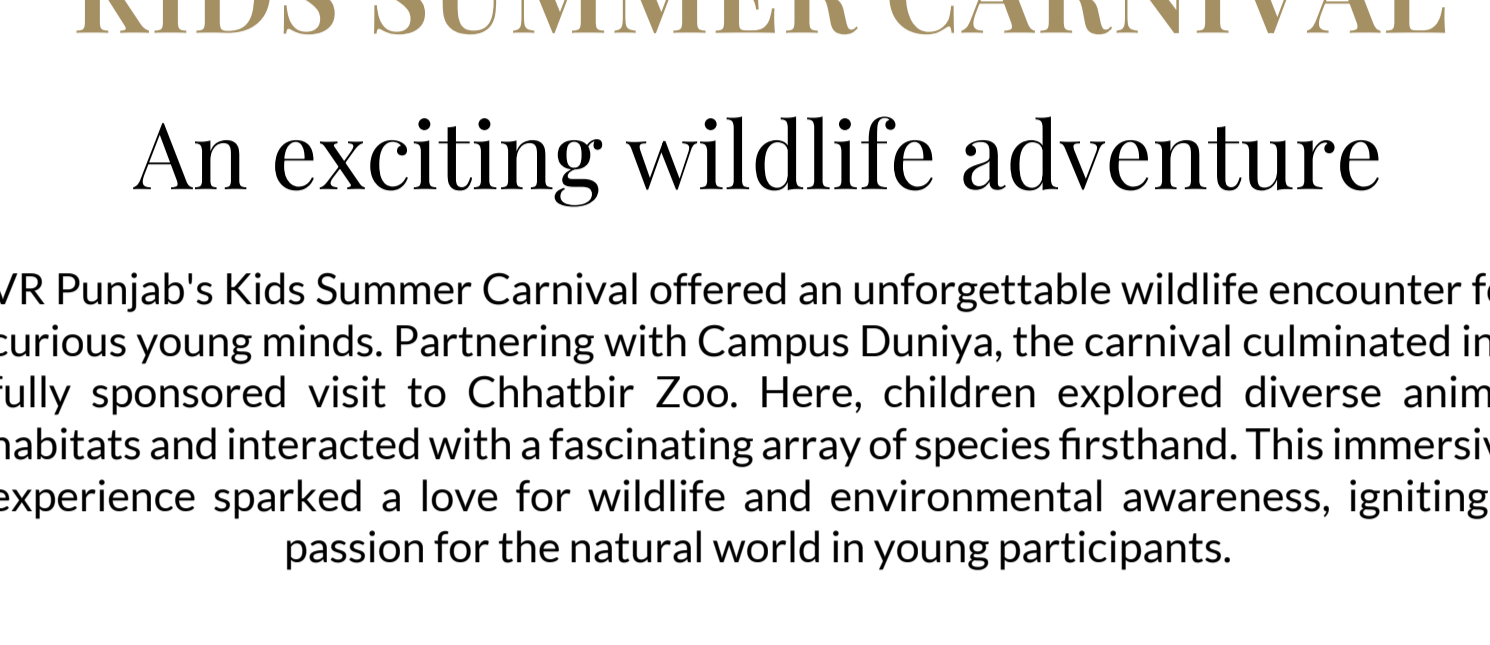 KIDS SUMMER CARNIVAL
An exciting wildlife adventure
VR Punjab's Kids Summer Carnival offered an unforgettable wildlife encounter
curious young minds. Partnering with Campus Duniya, the carnival culminated in
fully sponsored visit to Chhatbir Zoo. Here, children explored diverse
habitats and interacted with a fascinating array of species firsthand. This
experience sparked a love for wildlife and environmental awareness, igniting
passion for the natural world in young participants.